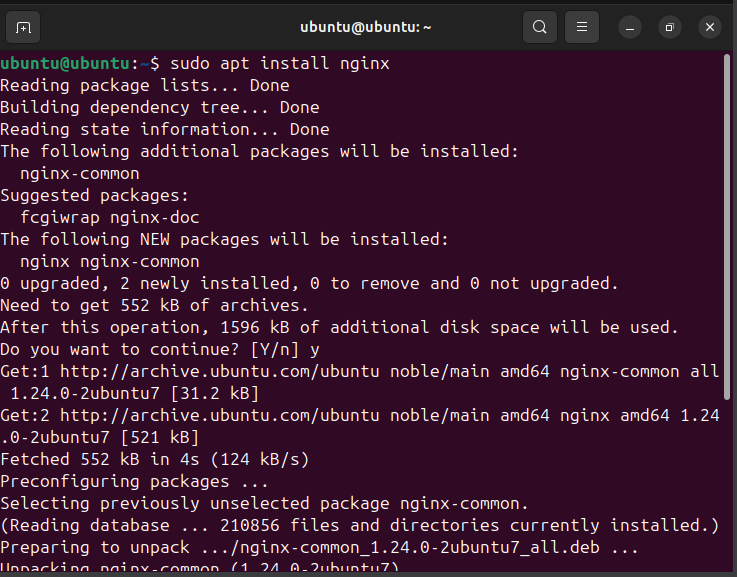 ubuntu@ubuntu: ~
ubuntu@ubuntu:~$ sudo apt install nginx
Reading package lists... Done
Building dependency tree... Done
Reading state information... Done
The following additional packages will be installed:
  nginx-common
Suggested packages:
  fcgiwrap nginx-doc
The following NEW packages will be installed:
  nginx nginx-common
0 upgraded, 2 newly installed, 0 to remove and 0 not upgraded.
Need to get 552 kB of archives.
After this operation, 1596 kB of additional disk space will be used.
Do you want to continue? [Y/n] y
Get:1 http://archive.ubuntu.com/ubuntu noble/main amd64 nginx-common all
 1.24.0-2ubuntu7 [31.2 kB]
Get:2 http://archive.ubuntu.com/ubuntu noble/main amd64 nginx amd64 1.24
.0-2ubuntu7 [521 kB]
Fetched 552 kB in 4s (124 kB/s)
Preconfiguring packages ...
Selecting previously unselected package nginx-common.
(Reading database ... 210856 files and directories currently installed.)
Preparing to unpack .../nginx-common_1.24.0-2ubuntu7_all.deb ...
Unpacking nginx-common (1.24.0-2ubuntu7)